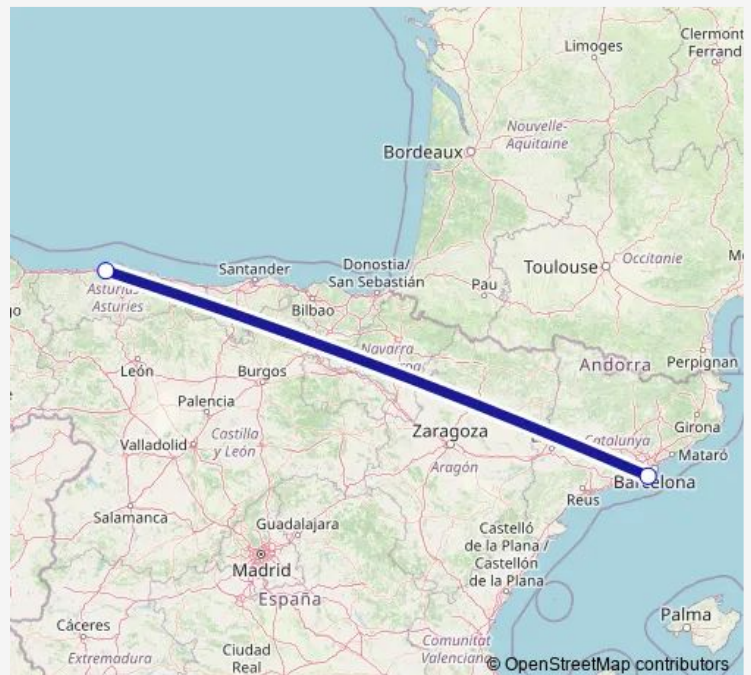 Clermont
Ferrand
Limoges
Nouvelle-
Aquitaine
Bordeaux
Toulouse
Occitanie
Santander
Donostia/
San Sebastián
Pau
Asturies
Bilbao
Navarra
Andorra
Perpignan
León
Burgos
Palencia
Girona
Zaragoza
Catalunya
Valladolid
Castilla
y León
Mataró
Aragón
Barcelona
Reus
Salamanca
Guadalajara
Castelló
de la Plana /
Castellón
de la Plana
Madrid
España
Palma
Cáceres
Comunitat
Valenciana
Ciudad
Real
Extremadura
© OpenStreetMap contributors